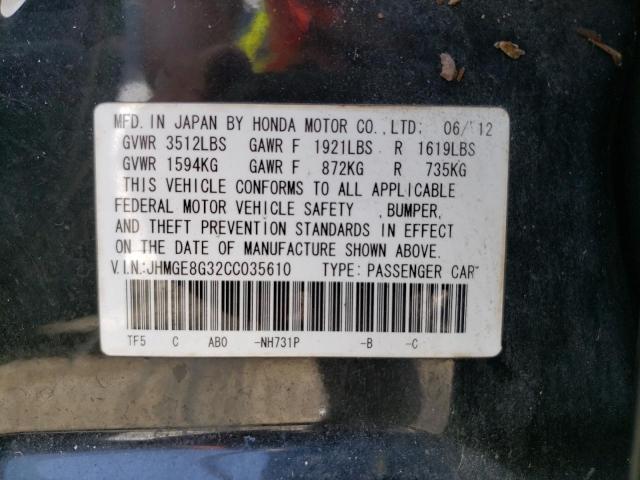 MFD. IN JAPAN BY HONDA MOTOR CO.,LTD. 06/12
GVWR 3512LBS GAWR F 1921LBS R 1619LBS
GVWR 1594KG GAWR F 872KG R 735KG
THIS VEHICLE CONFORMS TO ALL APPLICABLE
FEDERAL MOTOR VEHICLE SAFETY ,BUMPER,
AND THEFT PREVENTION STANDARDS IN EFFECT
ON THE DATE OF MANUFACTURE SHOWN ABOVE.
V.I.N.:JHMGE8G32CC035610 TYPE: PASSENGER CAR
TF5 C AB0 -NH731P -B -C